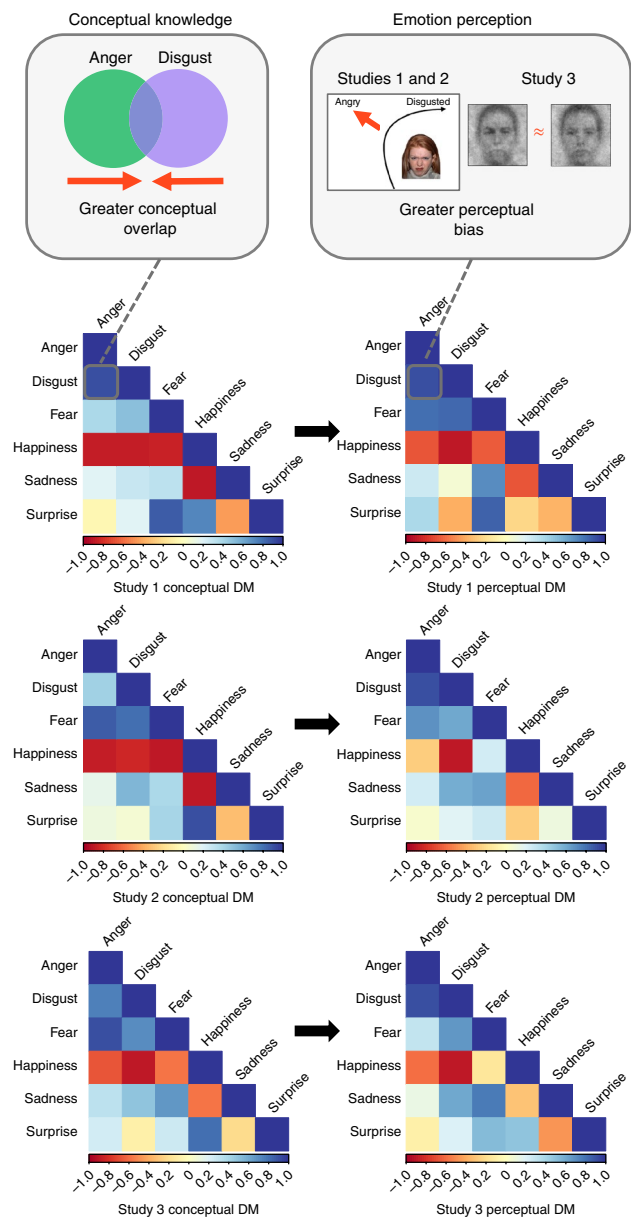 Conceptual knowledge
Emotion perception
Anger Disgust
Greater conceptual
overlap
Studies 1 and 2
Study 3
Angry
Disgusted
≈
Greater perceptual
bias
Anger
Disgust
Fear
Happiness
Sadness
Surprise
Anger
Disgust
Fear
Happiness
Sadness
Surprise
-1.0 -0.8 -0.6 -0.4 -0.2 0 0.2 0.4 0.6 0.8 1.0
Study 1 conceptual DM
Anger
Disgust
Fear
Happiness
Sadness
Surprise
Anger
Disgust
Fear
Happiness
Sadness
Surprise
-1.0 -0.8 -0.6 -0.4 -0.2 0 0.2 0.4 0.6 0.8 1.0
Study 1 perceptual DM
Anger
Disgust
Fear
Happiness
Sadness
Surprise
Anger
Disgust
Fear
Happiness
Sadness
Surprise
-1.0 -0.8 -0.6 -0.4 -0.2 0 0.2 0.4 0.6 0.8 1.0
Study 2 conceptual DM
Anger
Disgust
Fear
Happiness
Sadness
Surprise
Anger
Disgust
Fear
Happiness
Sadness
Surprise
-1.0 -0.8 -0.6 -0.4 -0.2 0 0.2 0.4 0.6 0.8 1.0
Study 2 perceptual DM
Anger
Disgust
Fear
Happiness
Sadness
Surprise
Anger
Disgust
Fear
Happiness
Sadness
Surprise
-1.0 -0.8 -0.6 -0.4 -0.2 0 0.2 0.4 0.6 0.8 1.0
Study 3 conceptual DM
Anger
Disgust
Fear
Happiness
Sadness
Surprise
Anger
Disgust
Fear
Happiness
Sadness
Surprise
-1.0 -0.8 -0.6 -0.4 -0.2 0 0.2 0.4 0.6 0.8 1.0
Study 3 perceptual DM